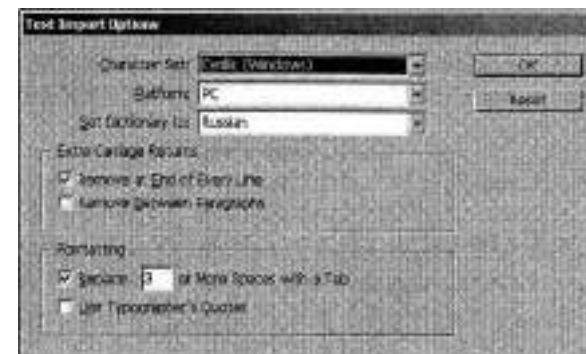 Text Import Options
Character Set: Cyrillic (Windows)
OK
Platform: PC
Reset
Set Dictionary to: Russian
Extra Carriage Returns
Remove at End of Every Line
Remove Between Paragraphs
Formatting
Replace 3 or More Spaces with a Tab
Use Typographer's Quotes